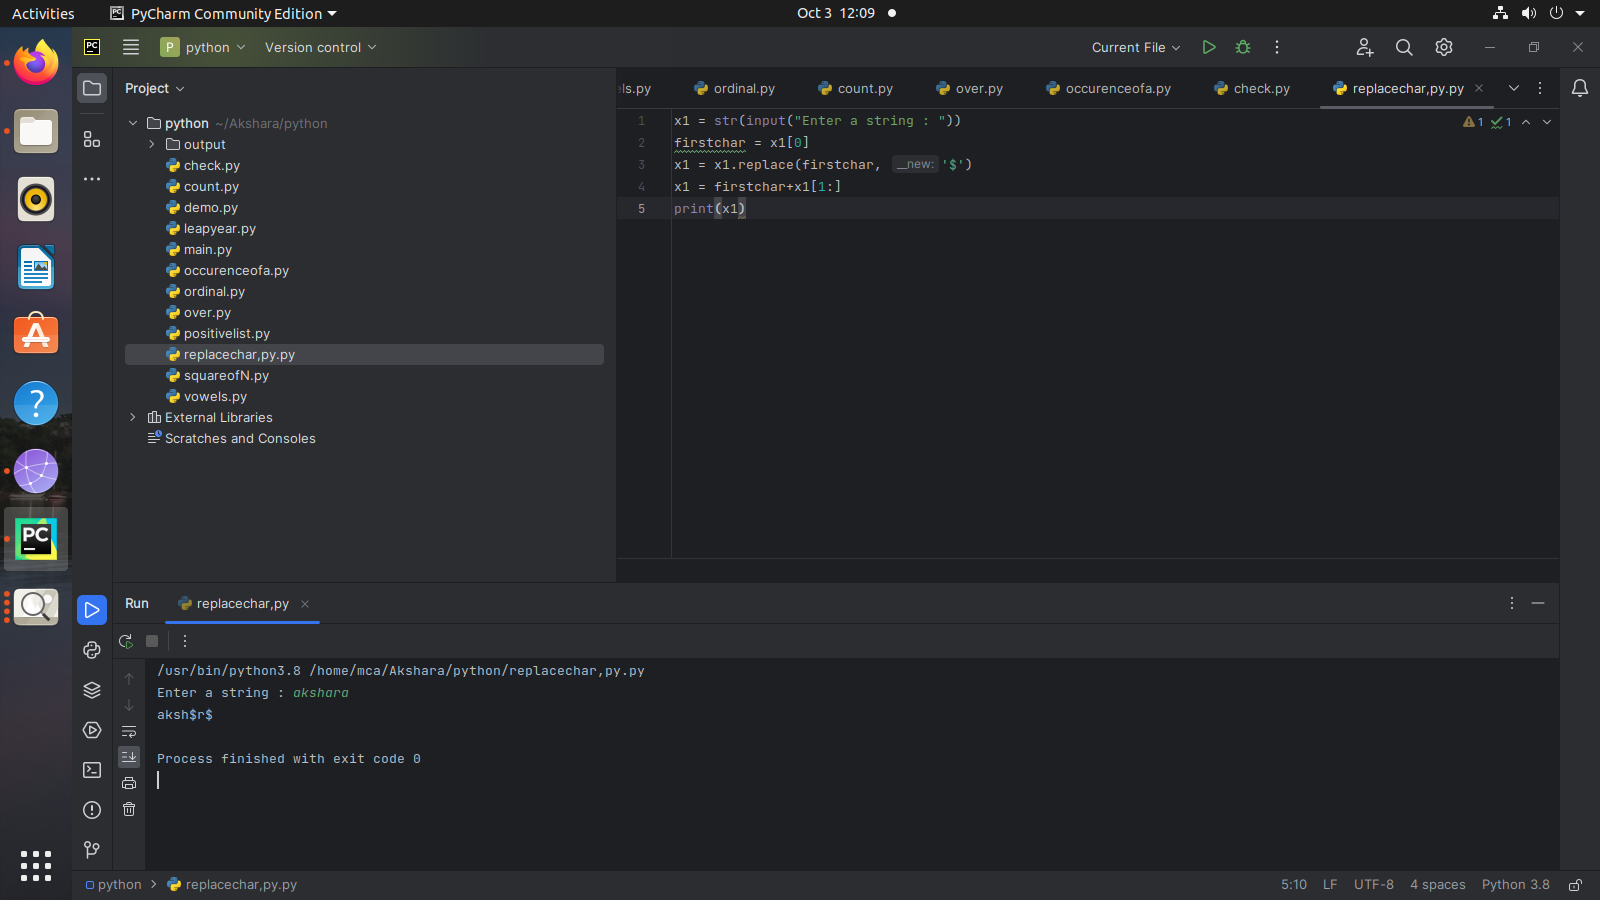 Activities PyCharm Community Edition Oct 3 12:09
PC P python Version control Current File
Project
ls.py ordinal.py count.py over.py occurenceofa.py check.py replacechar,py.py
python ~/Akshara/python
output
check.py
count.py
demo.py
leapyear.py
main.py
occurenceofa.py
ordinal.py
over.py
positivelist.py
replacechar,py.py
squareofN.py
vowels.py
External Libraries
Scratches and Consoles
1 x1 = str(input("Enter a string : ")) 1 1
2 firstchar = x1[0]
3 x1 = x1.replace(firstchar, __new: '$')
4 x1 = firstchar+x1[1:]
5 print(x1)
PC
Run replacechar,py
/usr/bin/python3.8 /home/mca/Akshara/python/replacechar,py.py
Enter a string : akshara
aksh$r$
Process finished with exit code 0
python replacechar,py.py 5:10 LF UTF-8 4 spaces Python 3.8